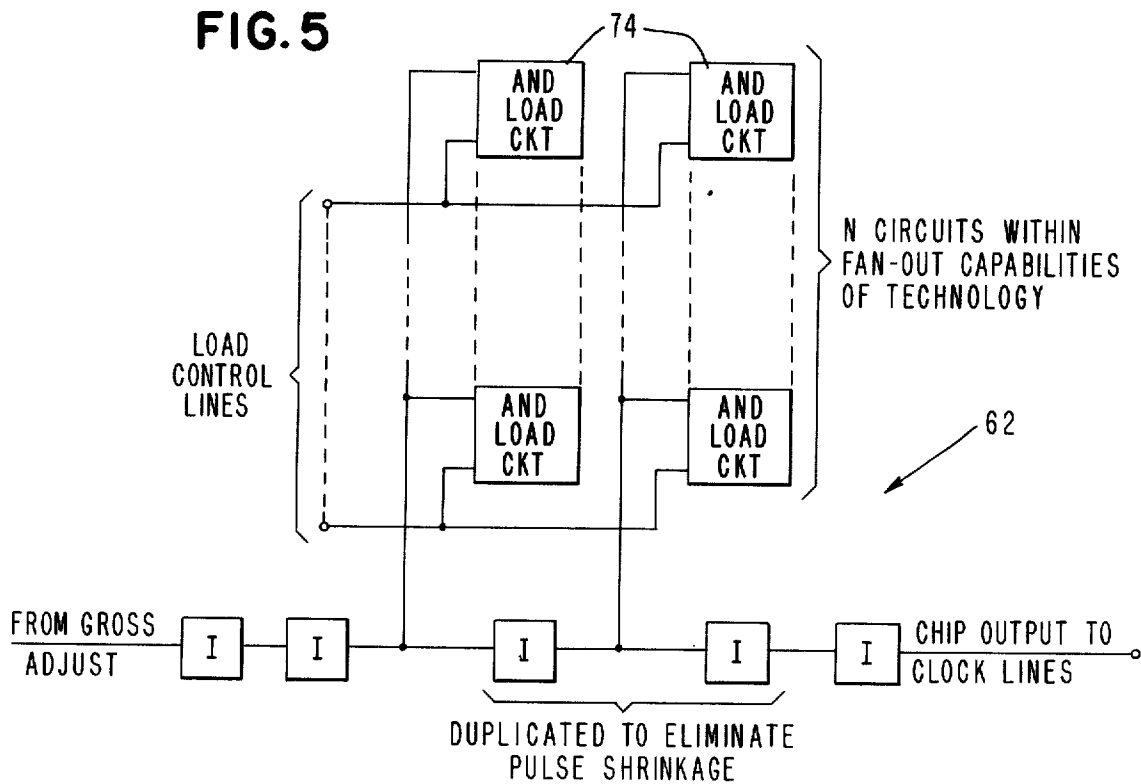 FIG. 5
74
AND
LOAD
CKT
AND
LOAD
CKT
N CIRCUITS WITHIN
FAN-OUT CAPABILITIES
OF TECHNOLOGY
LOAD
CONTROL
LINES
AND
LOAD
CKT
AND
LOAD
CKT
62
FROM GROSS
ADJUST
I
I
I
I
I
CHIP OUTPUT TO
CLOCK LINES
DUPLICATED TO ELIMINATE
PULSE SHRINKAGE